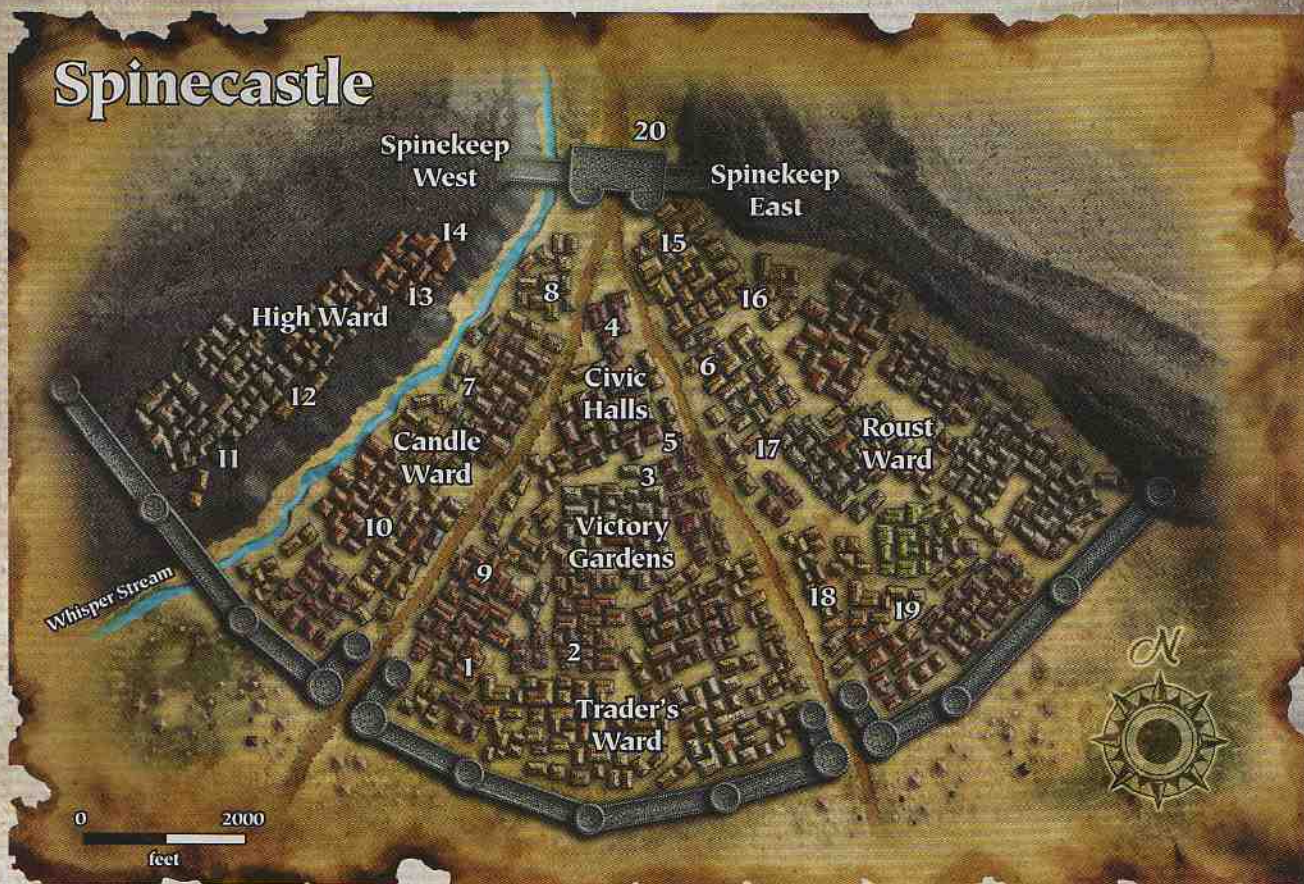 Spinecastle
20
Spinekeep
West
Spinekeep
East
14
15
13
8
16
High Ward
4
6
12
7
Civic
Halls
Candle
Ward
5
17
Roust
Ward
11
3
10
Victory
Gardens
9
18
19
Whisper Stream
1
2
Trader's
Ward
N
0
2000
feet